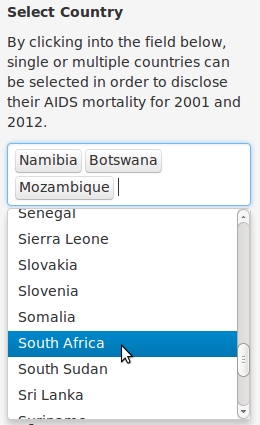 Select Country
By clicking into the field below,
single or multiple countries can
be selected in order to disclose
their AIDS mortality for 2001 and
2012.
Namibia Botswana
Mozambique
Senegal
Sierra Leone
Slovakia
Slovenia
Somalia
South Africa
South Sudan
Sri Lanka
Suriname